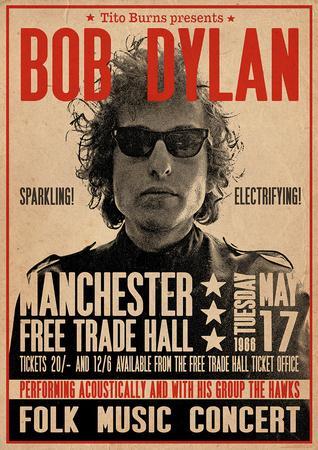 ★ Tito Burns presents ★
BOB DYLAN
SPARKLING!
ELECTRIFYING!
MANCHESTER
FREE TRADE HALL
TUESDAY
1966
MAY
17
TICKETS 20/- AND 12/6 AVAILABLE FROM THE FREE TRADE HALL TICKET OFFICE
PERFORMING ACOUSTICALLY AND WITH HIS GROUP THE HAWKS
FOLK MUSIC CONCERT